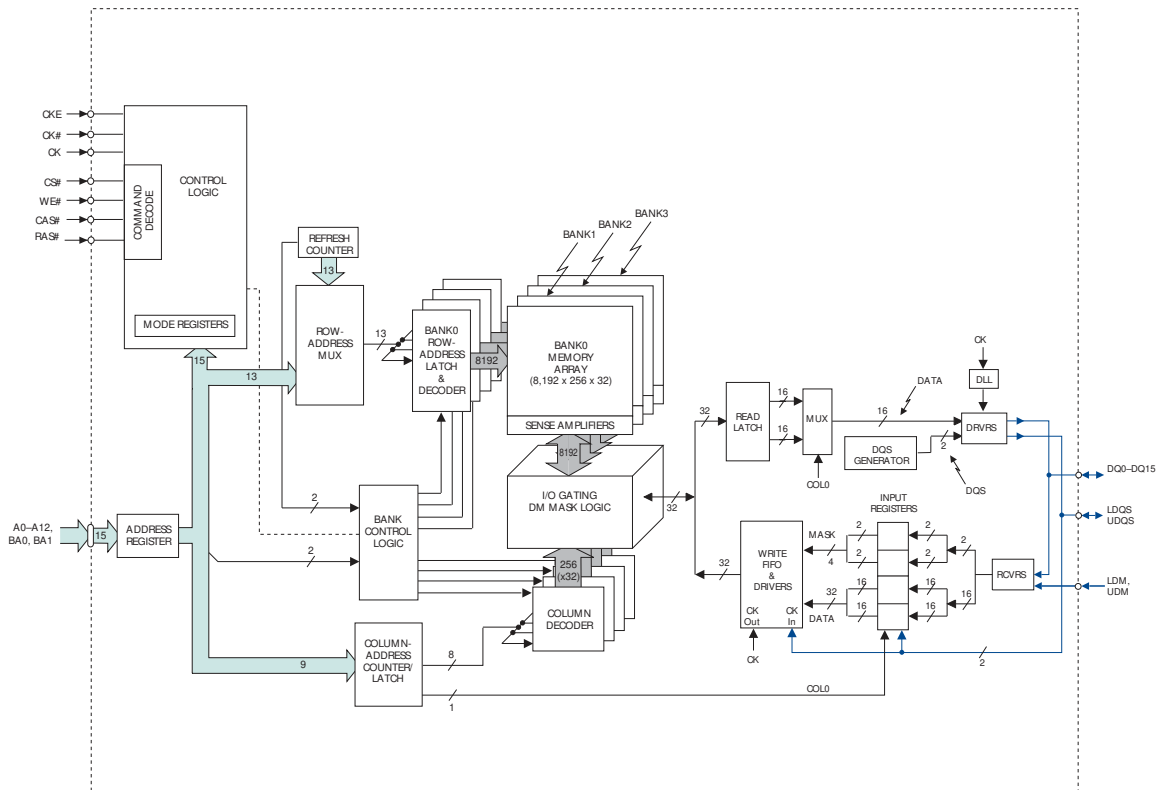 CKE
CK#
CK
CS#
WE#
CAS#
RAS#
COMMAND
DECODE
CONTROL
LOGIC
MODE REGISTERS
15
13
REFRESH
COUNTER
13
ROW-
ADDRESS
MUX
13
BANK0
ROW-
ADDRESS
LATCH
&
DECODER
8192
BANK1
BANK2
BANK3
BANK0
MEMORY
ARRAY
(8,192 x 256 x 32)
SENSE AMPLIFIERS
8192
I/O GATING
DM MASK LOGIC
32
256
(x32)
COLUMN
DECODER
A0–A12,
BA0, BA1
15
ADDRESS
REGISTER
2
2
BANK
CONTROL
LOGIC
9
COLUMN-
ADDRESS
COUNTER/
LATCH
8
1
COL0
32
READ
LATCH
16
16
MUX
COL0
16
DATA
DQS
GENERATOR
2
DQS
CK
DLL
DRVRS
DQ0–DQ15
LDQS
UDQS
LDM,
UDM
RCVRS
INPUT
REGISTERS
2
2
2
2
2
16
16
16
16
16
MASK
4
32
DATA
WRITE
FIFO
&
DRIVERS
CK
Out
CK
In
CK
32
2